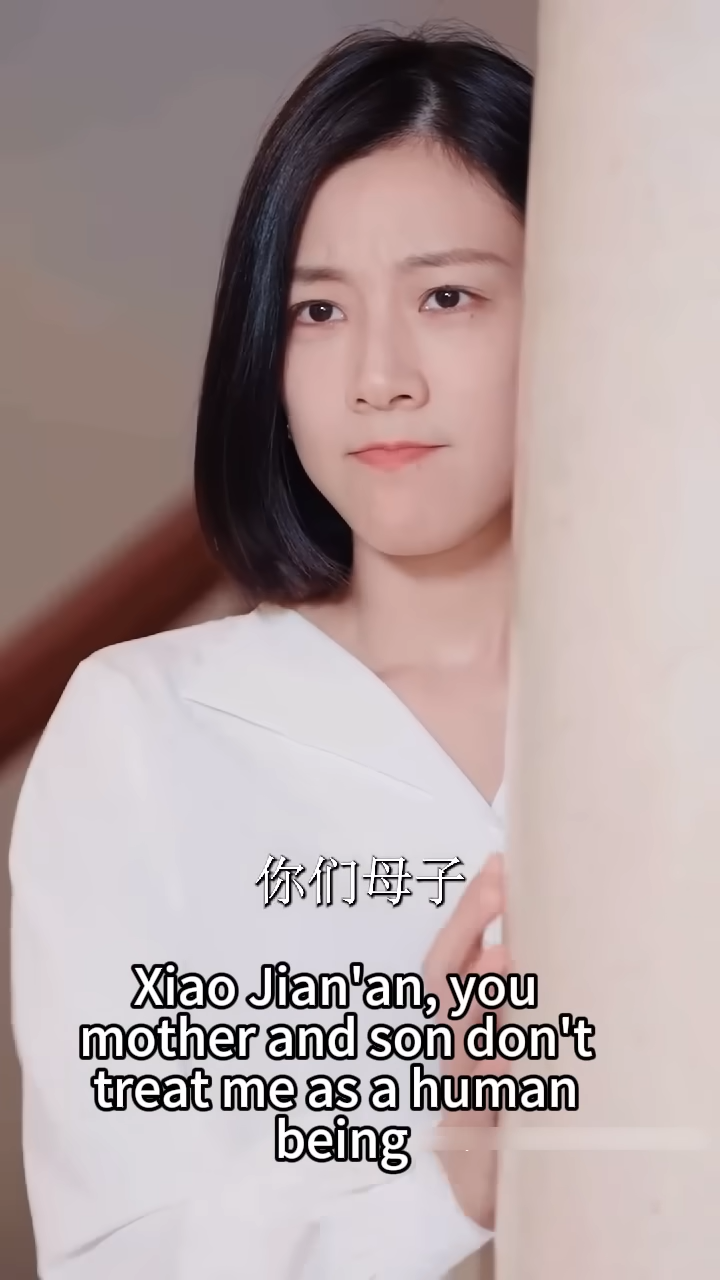 你们母子
Xiao Jian'an, you
mother and son don't
treat me as a human
being